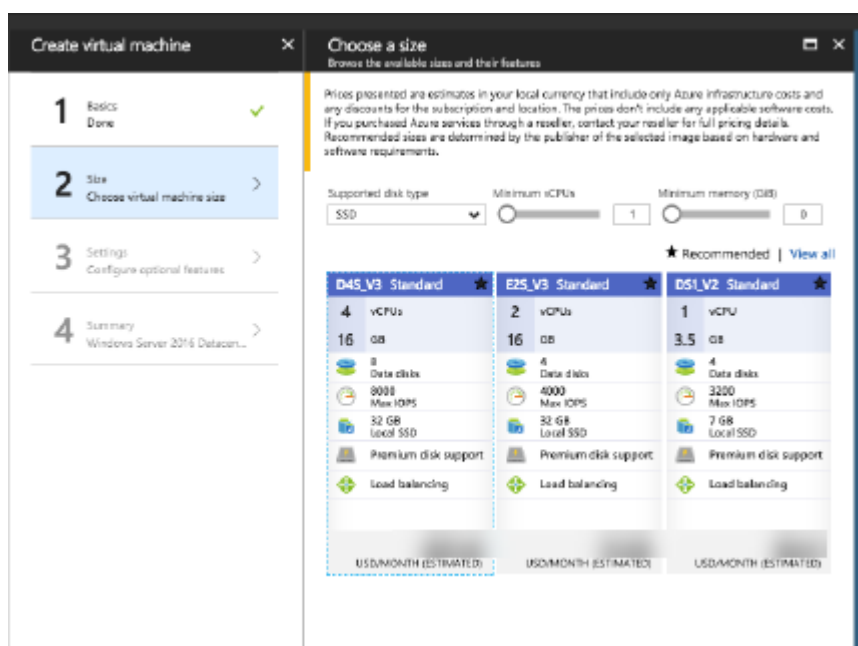 Create virtual machine
1
Basics
Done
2
Size
Choose virtual machine size
3
Settings
Configure optional features
4
Summary
Windows Server 2016 Datacen...
Choose a size
Browse the available sizes and their features
Prices presented are estimates in your local currency that include only Azure infrastructure costs and
any discounts for the subscription and location. The prices don't include any applicable software costs.
If you purchased Azure services through a reseller, contact your reseller for full pricing details.
Recommended sizes are determined by the publisher of the selected image based on hardware and
software requirements.
Supported disk type
SSD
Minimum vCPUs
1
Minimum memory (GiB)
0
★ Recommended | View all
D4S_V3 Standard ★
4 vCPUs
16 GB
8
Data disks
8000
Max IOPS
32 GB
Local SSD
Premium disk support
Load balancing
USD/MONTH (ESTIMATED)
E2S_V3 Standard ★
2 vCPUs
16 GB
4
Data disks
4000
Max IOPS
32 GB
Local SSD
Premium disk support
Load balancing
USD/MONTH (ESTIMATED)
DS1_V2 Standard ★
1 vCPU
3.5 GB
4
Data disks
3200
Max IOPS
7 GB
Local SSD
Premium disk support
Load balancing
USD/MONTH (ESTIMATED)